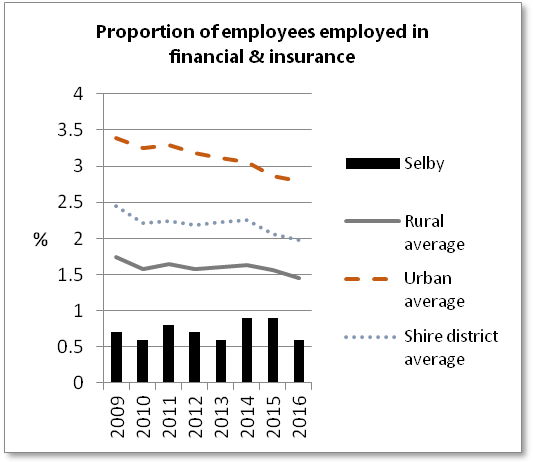 Proportion of employees employed in
financial & insurance
4
3.5
3
2.5
2
1.5
1
0.5
0
%
2009
2010
2011
2012
2013
2014
2015
2016
Selby
Rural
average
Urban
average
Shire district
average